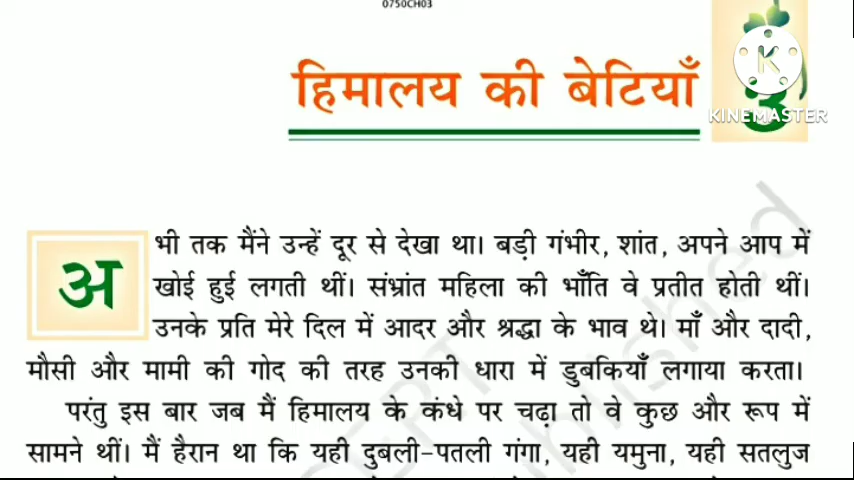 0750CH03
हिमालय की बेटियाँ
3
KINEMASTER
अभी तक मैंने उन्हें दूर से देखा था। बड़ी गंभीर, शांत, अपने आप में
खोई हुई लगती थीं। संभ्रांत महिला की भाँति वे प्रतीत होती थीं।
उनके प्रति मेरे दिल में आदर और श्रद्धा के भाव थे। माँ और दादी,
मौसी और मामी की गोद की तरह उनकी धारा में डुबकियाँ लगाया करता।
परंतु इस बार जब मैं हिमालय के कंधे पर चढ़ा तो वे कुछ और रूप में
सामने थीं। मैं हैरान था कि यही दुबली-पतली गंगा, यही यमुना, यही सतलुज